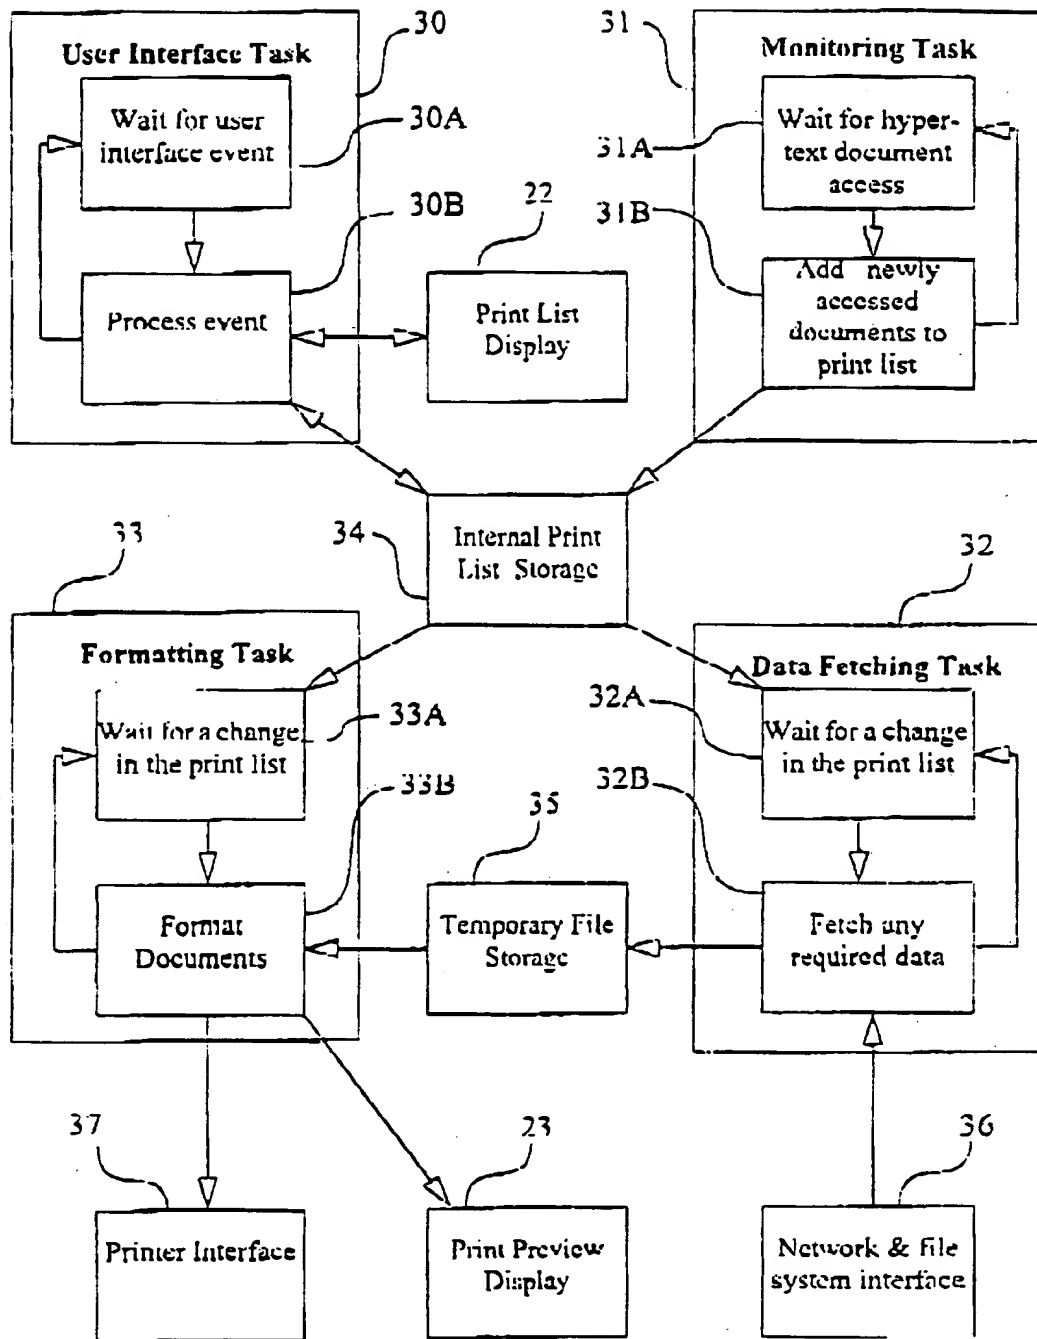 User Interface Task
30
31
Monitoring Task
Wait for user
interface event
30A
31A
Wait for hyper-
text document
access
30B
22
31B
Process event
Print List
Display
Add newly
accessed
documents to
print list
34
Internal Print
List Storage
33
32
Formatting Task
Data Fetching Task
Wait for a change
in the print list
33A
32A
Wait for a change
in the print list
33B
35
32B
Format
Documents
Temporary File
Storage
Fetch any
required data
37
23
36
Printer Interface
Print Preview
Display
Network & file
system interface